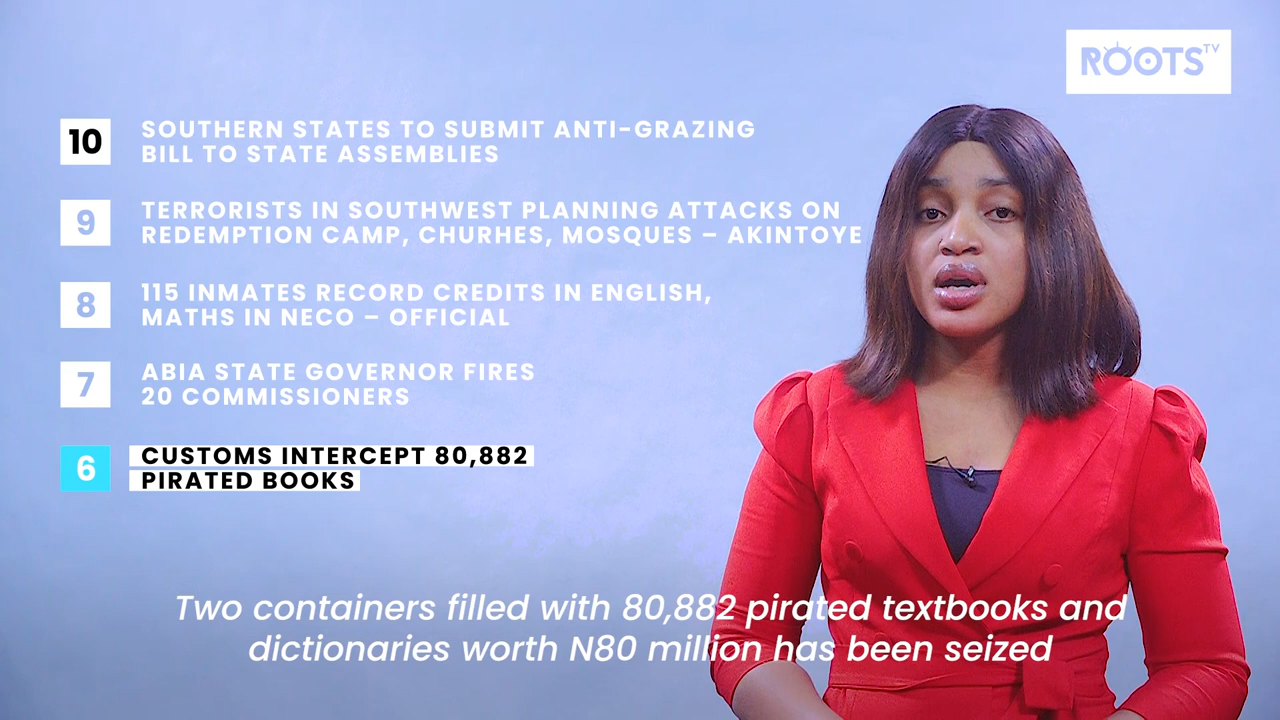 ROOTS TV
10
SOUTHERN STATES TO SUBMIT ANTI-GRAZING
BILL TO STATE ASSEMBLIES
9
TERRORISTS IN SOUTHWEST PLANNING ATTACKS ON
REDEMPTION CAMP, CHURHES, MOSQUES – AKINTOYE
8
115 INMATES RECORD CREDITS IN ENGLISH,
MATHS IN NECO – OFFICIAL
7
ABIA STATE GOVERNOR FIRES
20 COMMISSIONERS
6
CUSTOMS INTERCEPT 80,882
PIRATED BOOKS
Two containers filled with 80,882 pirated textbooks and
dictionaries worth N80 million has been seized